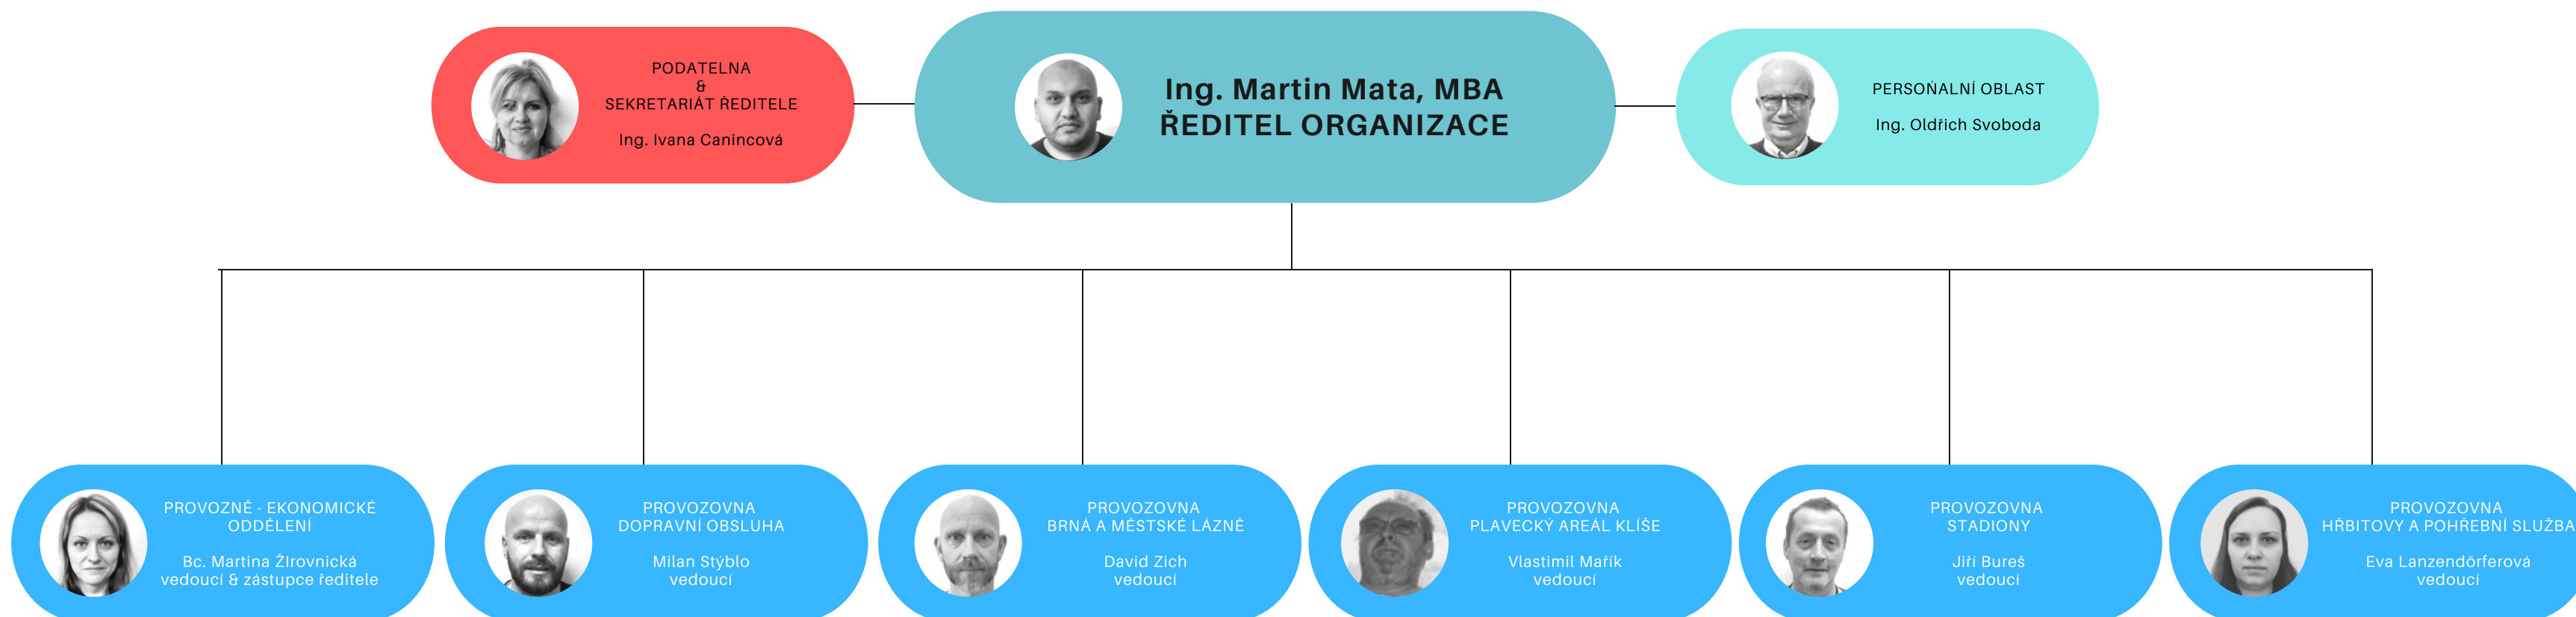 PODATELNA
&
SEKRETARIÁT ŘEDITELE
Ing. Ivana Canincová
Ing. Martin Mata, MBA
ŘEDITEL ORGANIZACE
PERSOŃALNÍ OBLAST
Ing. Oldřich Svoboda
PROVOZNĚ - EKONOMICKÉ
ODDĚLENÍ
Bc. Martina ŽIrovnická
vedoucí & zástupce ředitele
PROVOZOVNA
DOPRAVNÍ OBSLUHA
Milan Stýblo
vedoucí
PROVOZOVNA
BRNÁ A MĚSTSKÉ LÁZNĚ
David Zich
vedoucí
PROVOZOVNA
PLAVECKÝ AREÁL KLÍŠE
Vlastimil Mařík
vedoucí
PROVOZOVNA
STADIONY
Jiří Bureš
vedoucí
PROVOZOVNA
HŘBITOVY A POHŘEBNÍ SLUŽBA
Eva Lanzendörferová
vedoucí